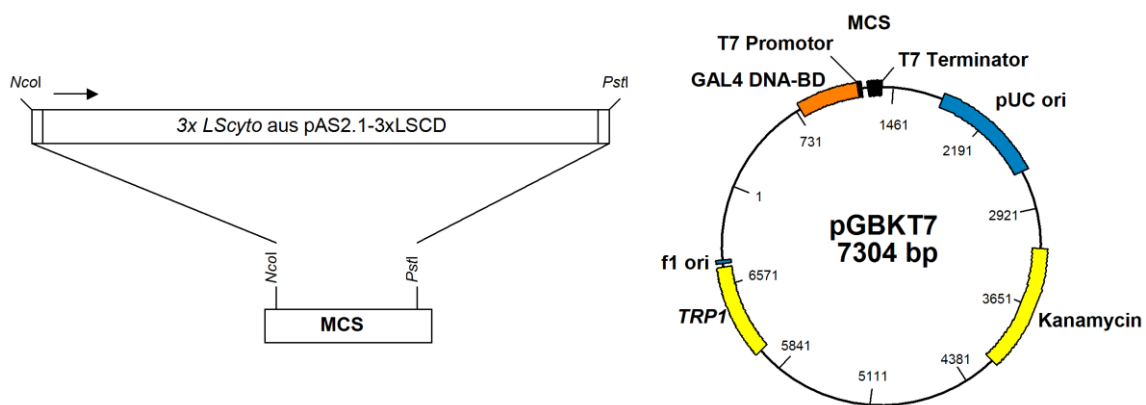 NcoI
PstI
3x LScyto aus pAS2.1-3xLSCD
NcoI
PstI
MCS
MCS
T7 Promotor
T7 Terminator
GAL4 DNA-BD
pUC ori
731
1461
2191
1
2921
pGBKT7
7304 bp
f1 ori
6571
3651
TRP1
Kanamycin
5841
4381
5111